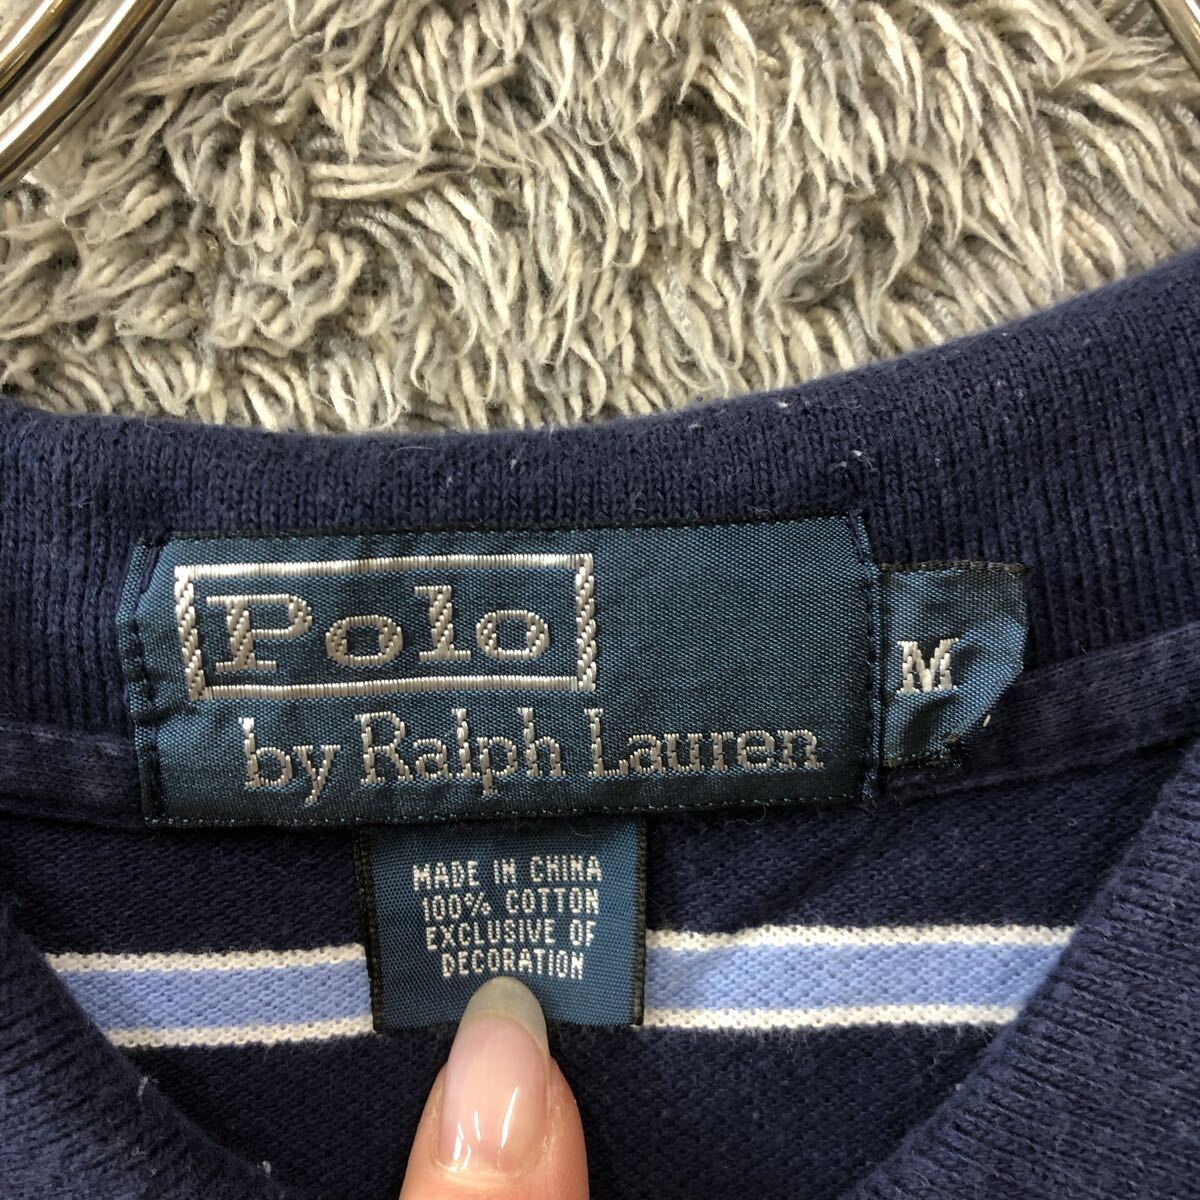 Polo
by Ralph Lauren
M
MADE IN CHINA
100% COTTON
EXCLUSIVE OF
DECORATION